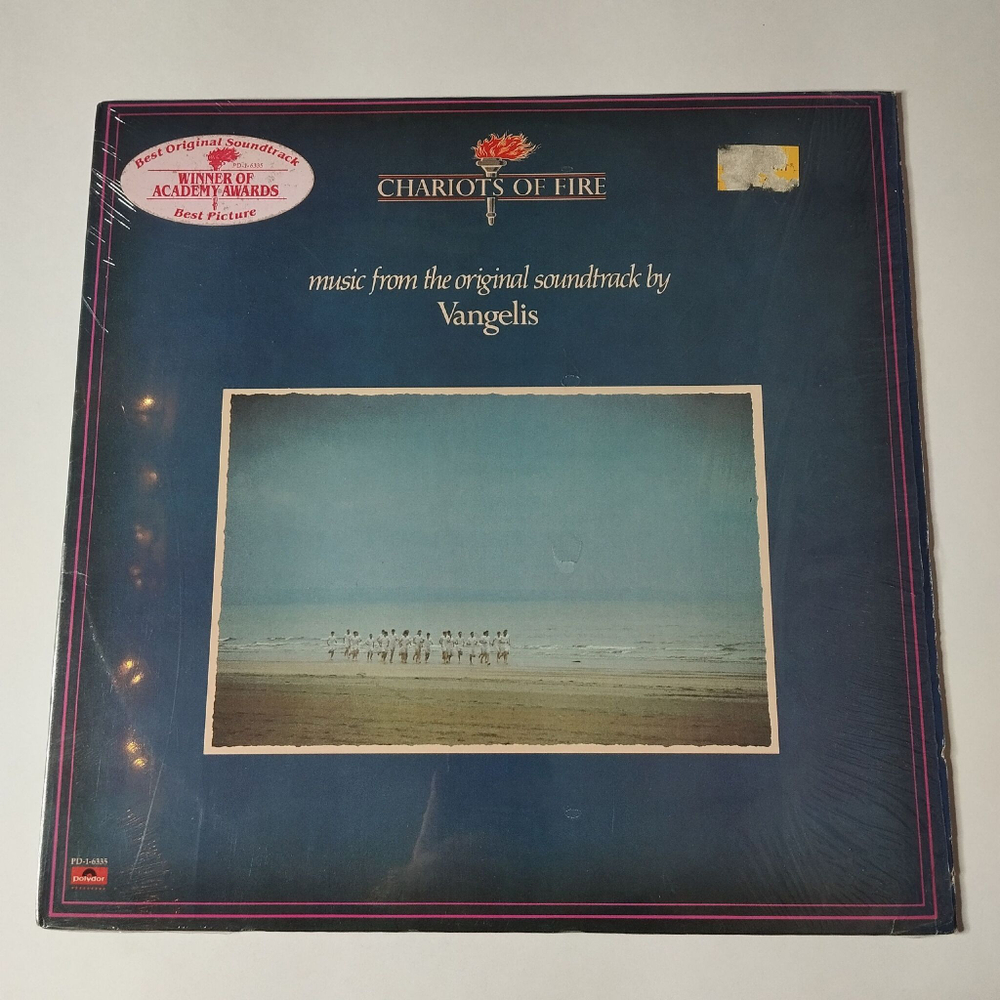 Best Original Soundtrack
PD-1-6335
WINNER OF
ACADEMY AWARDS
Best Picture
CHARIOTS OF FIRE
music from the original soundtrack by
Vangelis
PD-1-6335
polydor